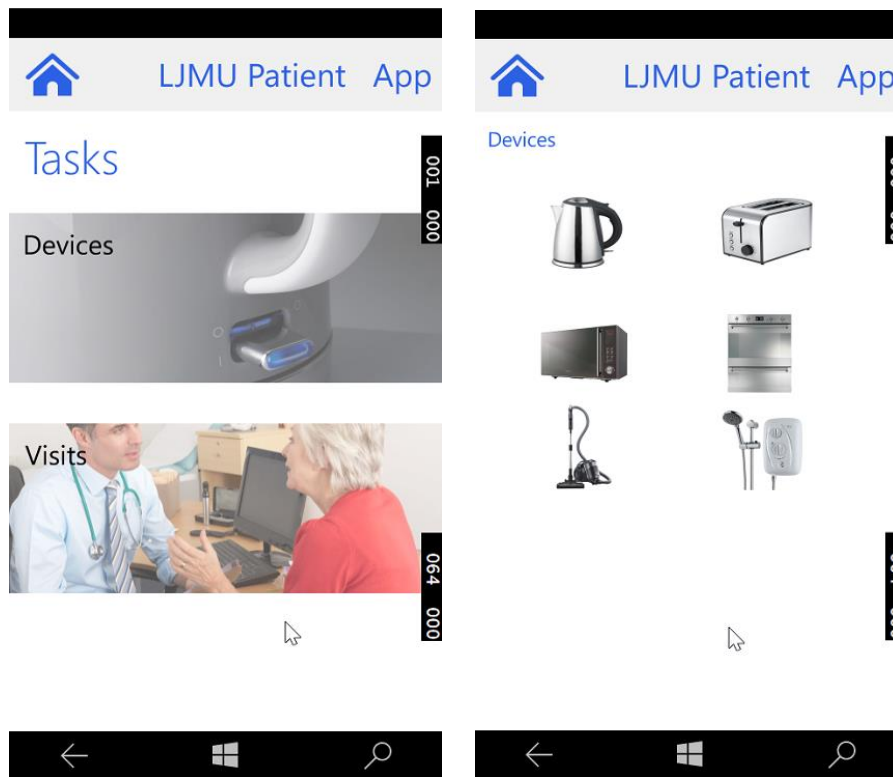 LJMU Patient App
Tasks
001 000
Devices
Visits
064 000
LJMU Patient App
Devices